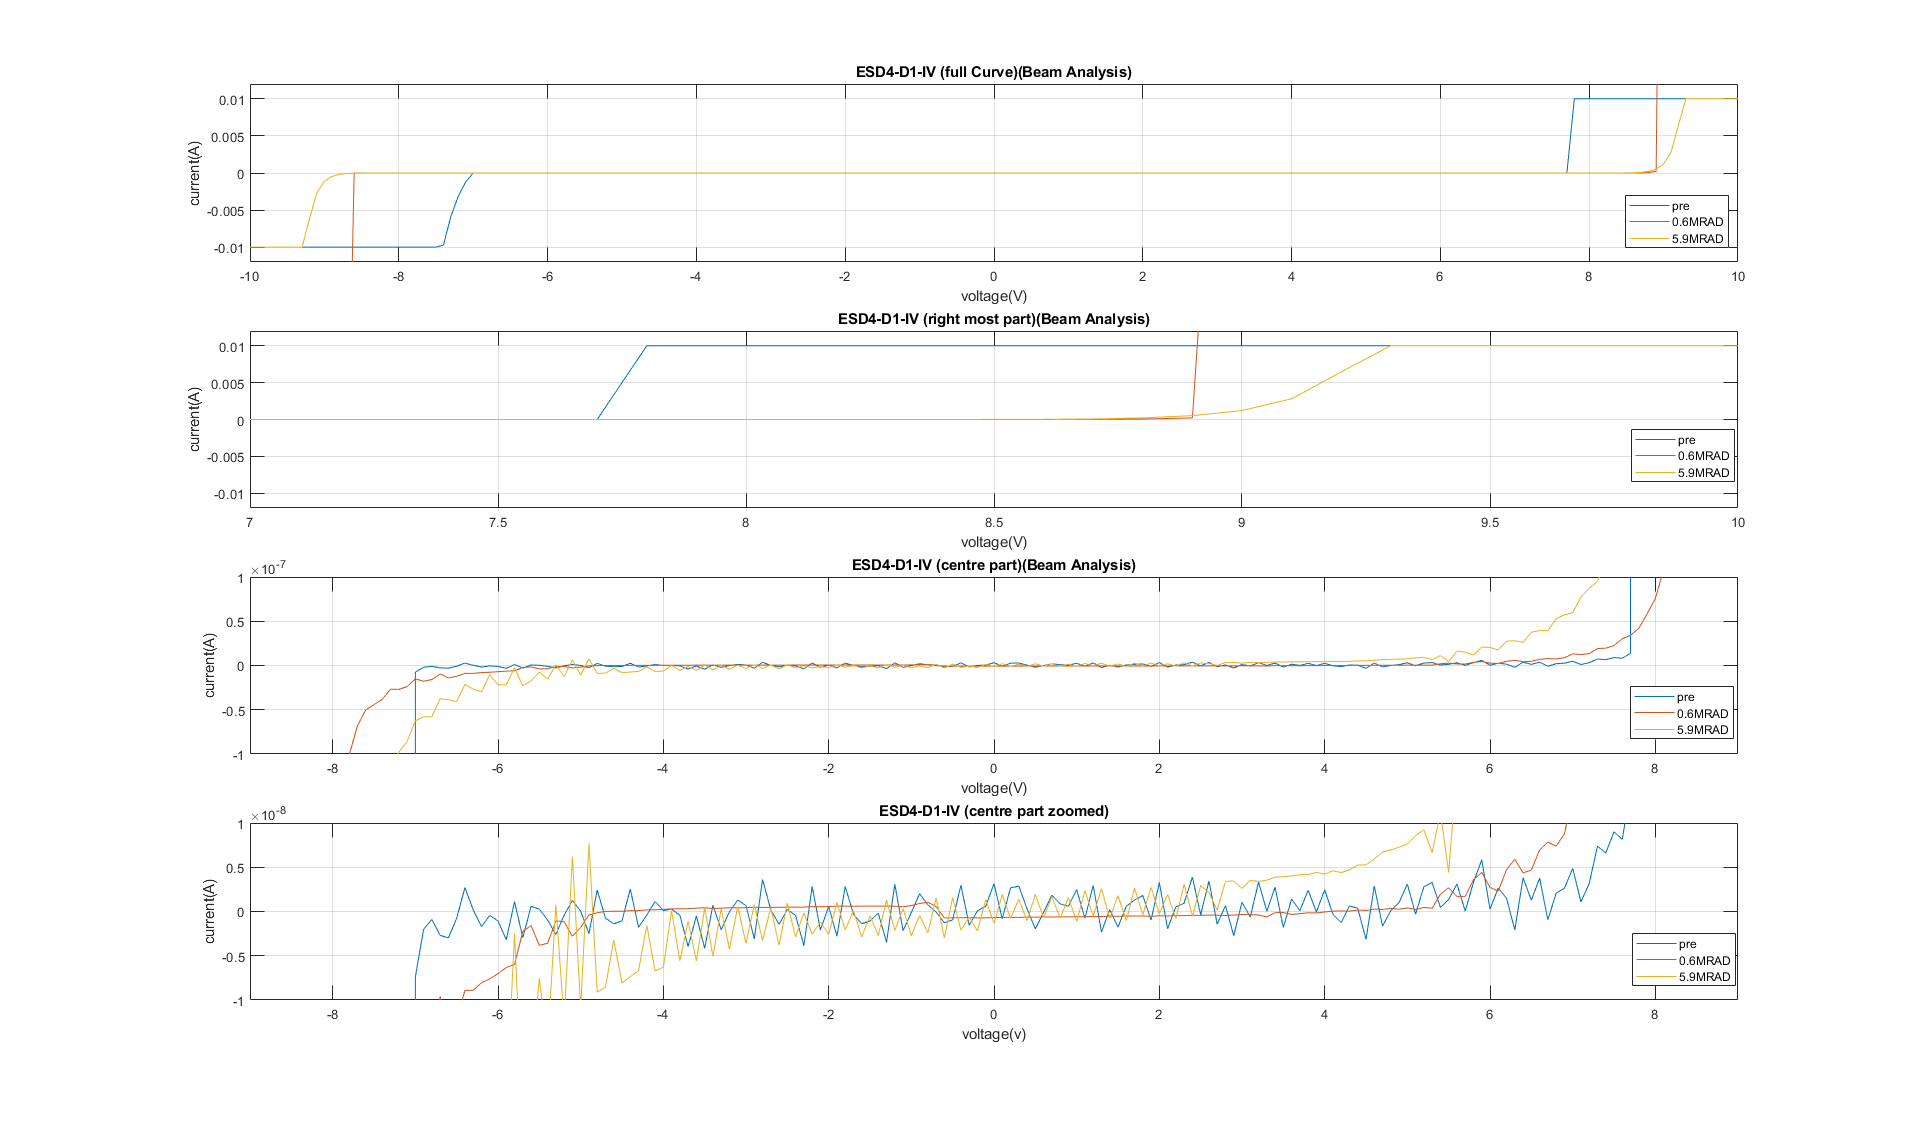 ESD4-D1-IV (full Curve)(Beam Analysis)
0.01
0.005
0
-0.005
-0.01
current(A)
-10 -8 -6 -4 -2 0 2 4 6 8 10
voltage(V)
pre
0.6MRAD
5.9MRAD
ESD4-D1-IV (right most part)(Beam Analysis)
0.01
0.005
0
-0.005
-0.01
current(A)
7 7.5 8 8.5 9 9.5 10
voltage(V)
pre
0.6MRAD
5.9MRAD
ESD4-D1-IV (centre part)(Beam Analysis)
×10-7
1
0.5
0
-0.5
-1
current(A)
-8 -6 -4 -2 0 2 4 6 8
voltage(V)
pre
0.6MRAD
5.9MRAD
ESD4-D1-IV (centre part zoomed)
×10-8
1
0.5
0
-0.5
-1
current(A)
-8 -6 -4 -2 0 2 4 6 8
voltage(v)
pre
0.6MRAD
5.9MRAD